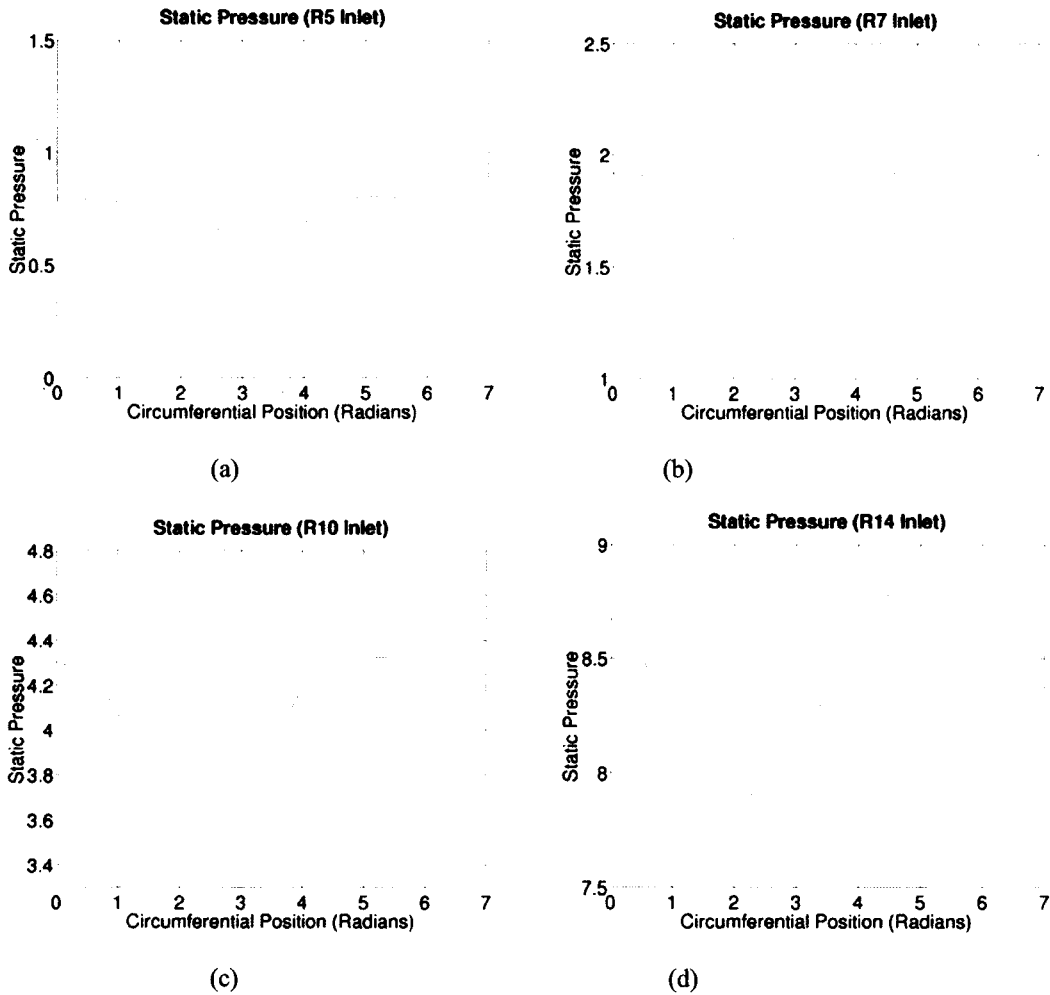 Static Pressure (R5 Inlet)
1.5
1
0.5
0
Static Pressure
0 1 2 3 4 5 6 7
Circumferential Position (Radians)
(a)
Static Pressure (R7 Inlet)
2.5
2
1.5
1
Static Pressure
0 1 2 3 4 5 6 7
Circumferential Position (Radians)
(b)
Static Pressure (R10 Inlet)
4.8
4.6
4.4
4.2
4
3.8
3.6
3.4
Static Pressure
0 1 2 3 4 5 6 7
Circumferential Position (Radians)
(c)
Static Pressure (R14 Inlet)
9
8.5
8
7.5
Static Pressure
0 1 2 3 4 5 6 7
Circumferential Position (Radians)
(d)